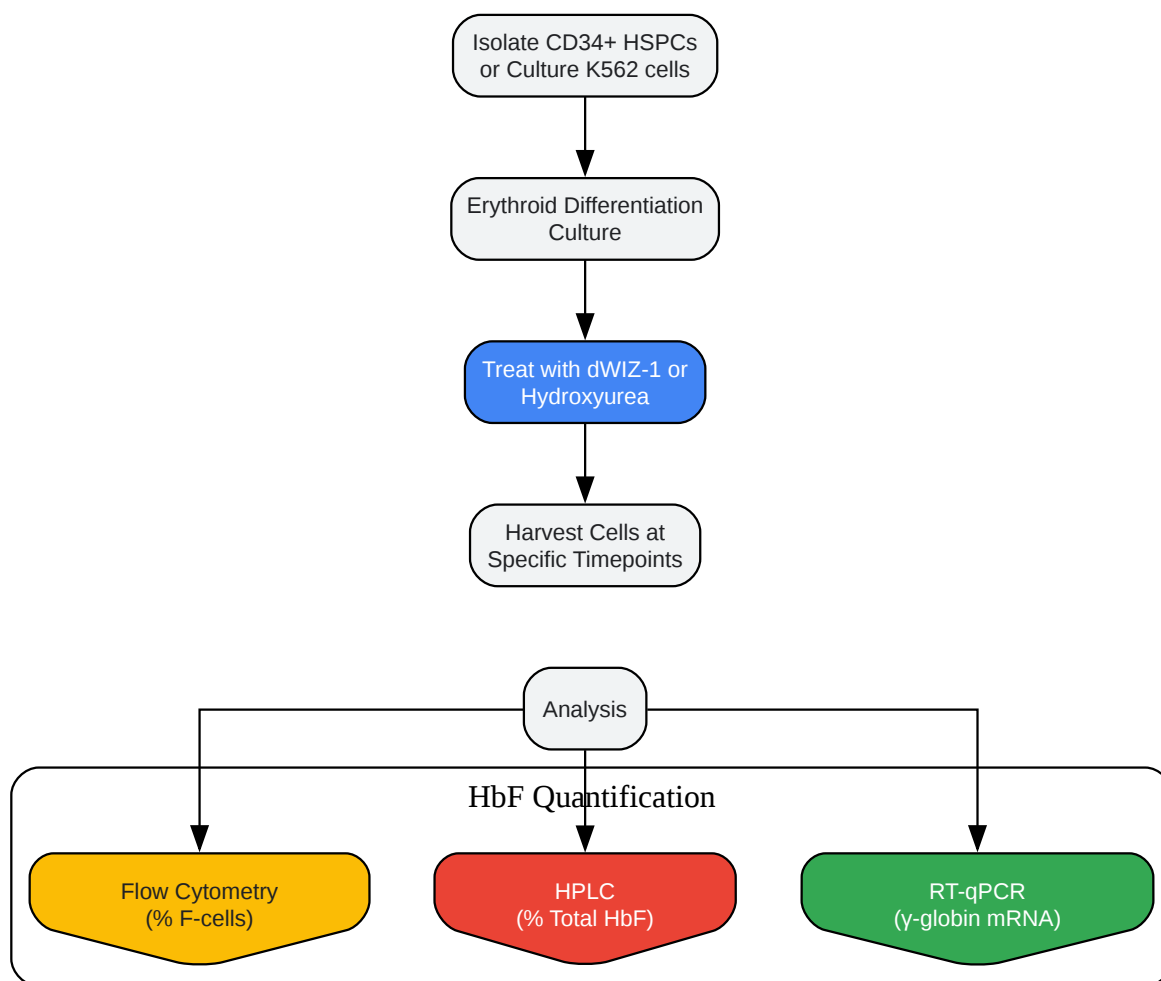 Isolate CD34+ HSPCs
or Culture K562 cells
Erythroid Differentiation
Culture
Treat with dWIZ-1 or
Hydroxyurea
Harvest Cells at
Specific Timepoints
Analysis
HbF Quantification
Flow Cytometry
(% F-cells)
HPLC
(% Total HbF)
RT-qPCR
(γ-globin mRNA)